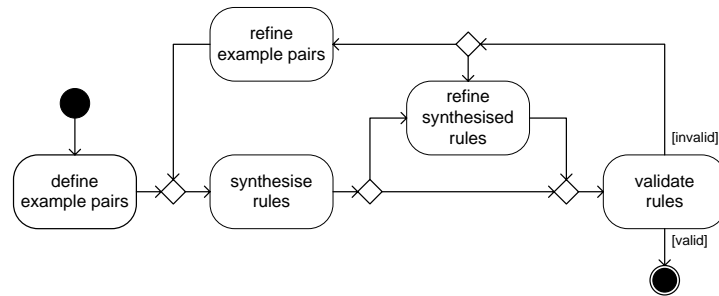 refine
example pairs
refine
synthesised
rules
[invalid]
define
example pairs
synthesise
rules
validate
rules
[valid]